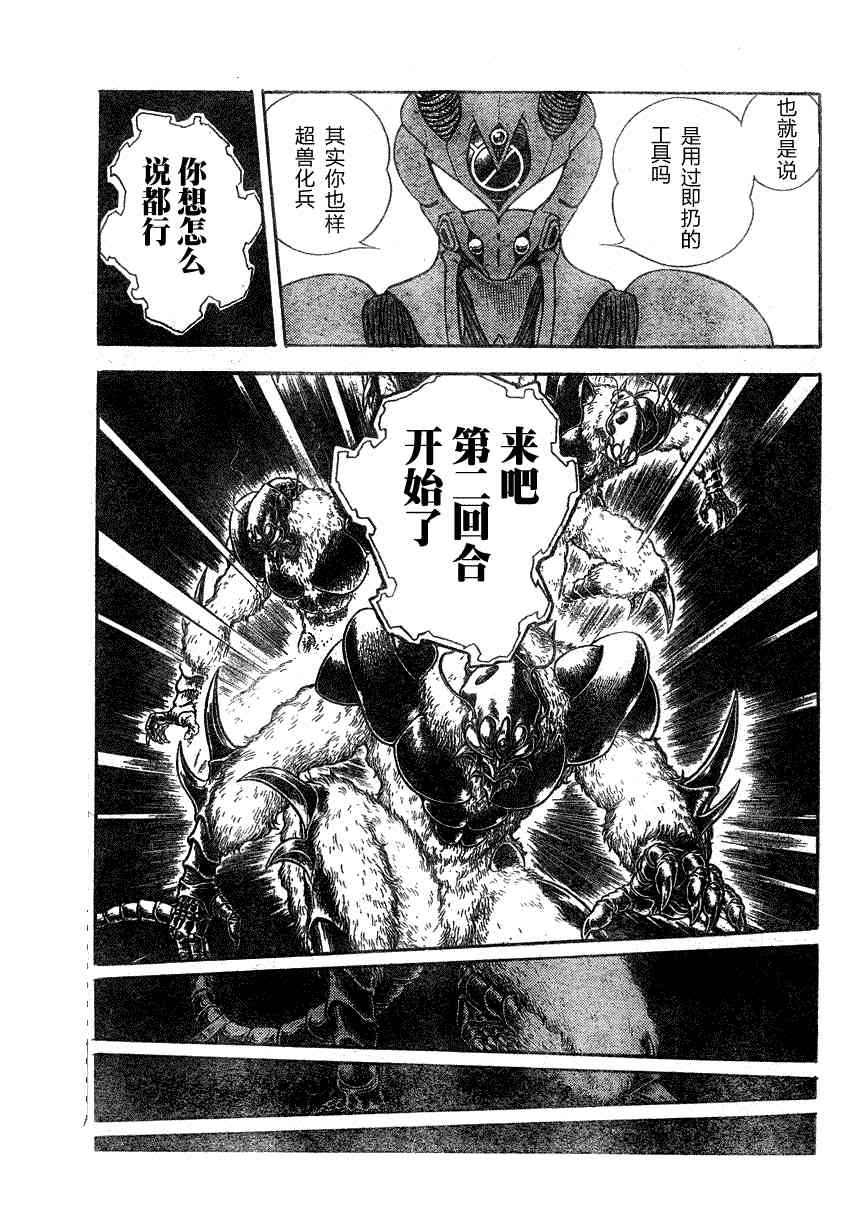 也就是说
是用过即扔的
工具吗
其实你也样
超兽化兵
你想怎么
说都行
来吧
第二回合
开始了